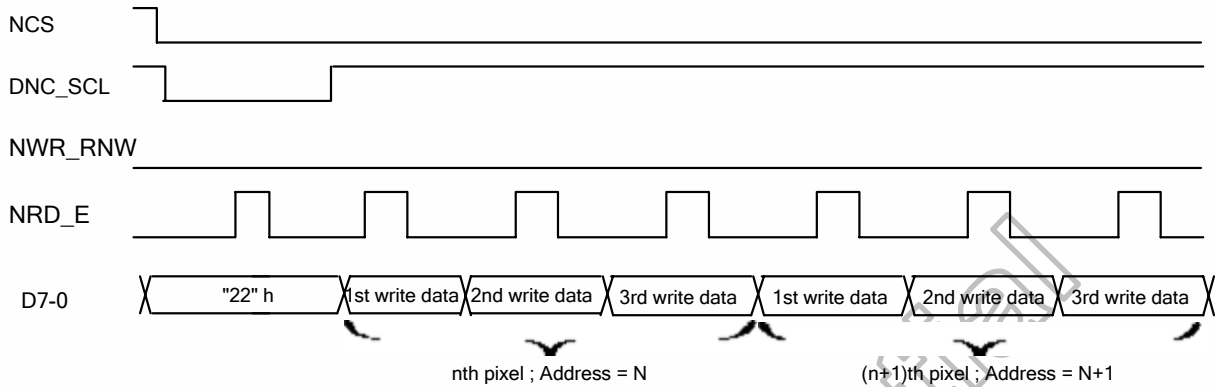 NCS
DNC_SCL
NWR_RNW
NRD_E
D7-0 "22" h 1st write data 2nd write data 3rd write data 1st write data 2nd write data 3rd write data
nth pixel ; Address = N (n+1)th pixel ; Address = N+1